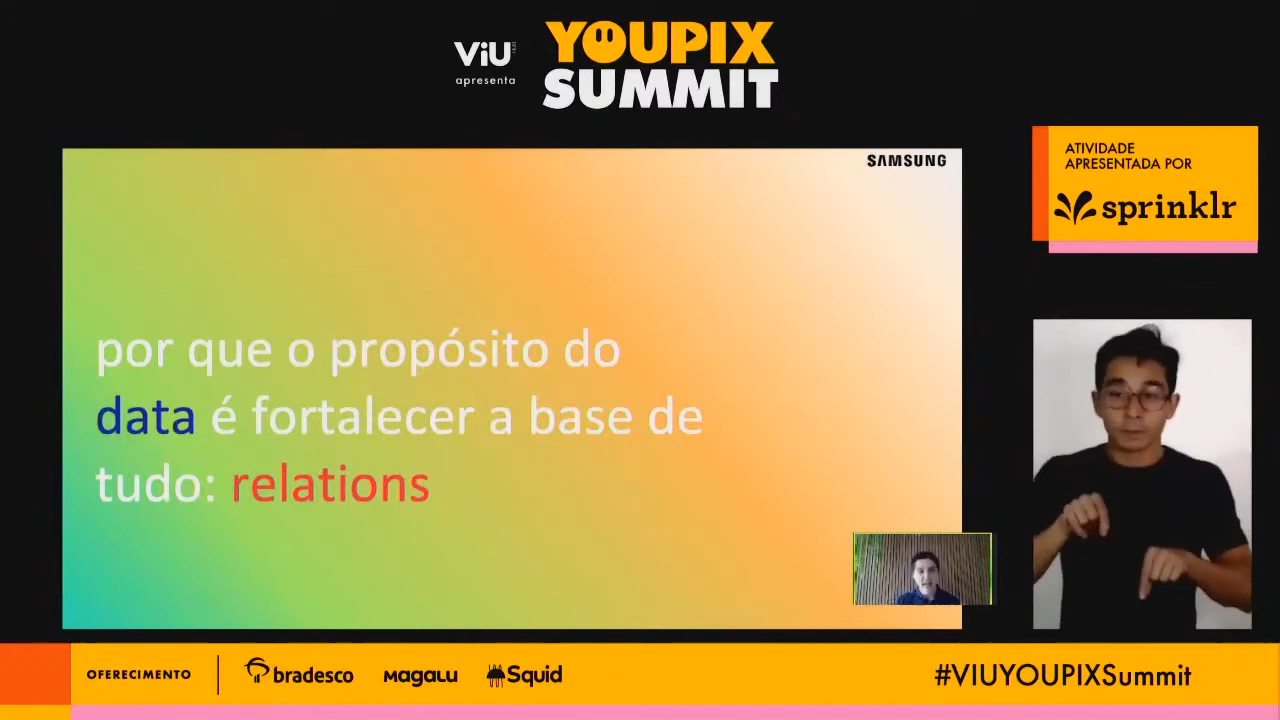 ViU
apresenta
YOUPIX
SUMMIT
SAMSUNG
ATIVIDADE
APRESENTADA POR
sprinklr
por que o propósito do
data é fortalecer a base de
tudo: relations
OFERECIMENTO
bradesco
MAGALU
Squid
#VIUYOUPIXSummit